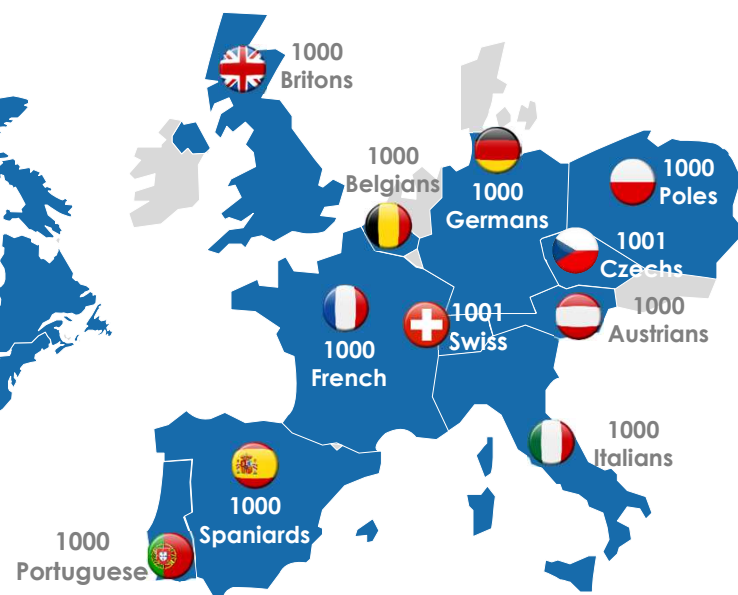 1000
Britons
1000
Belgians
1000
Germans
1000
Poles
1001
Czechs
1000
Austrians
1001
Swiss
1000
French
1000
Italians
1000
Spaniards
1000
Portuguese